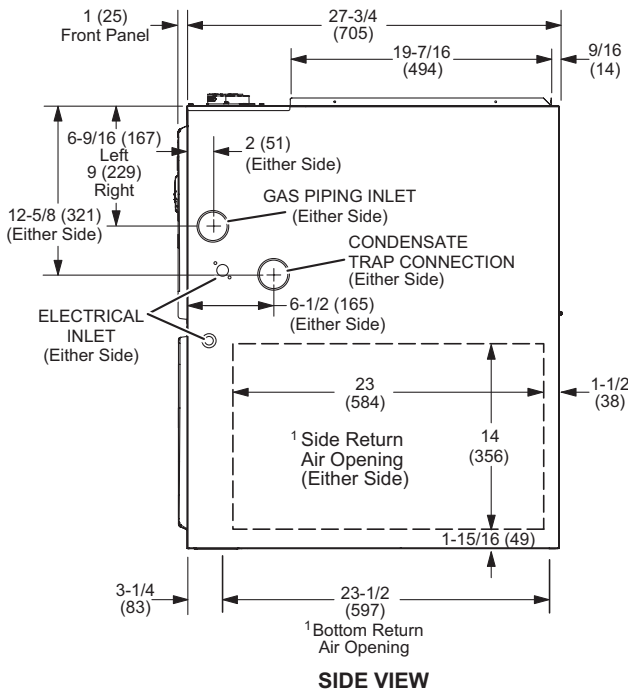 1 (25)
Front Panel
27-3/4
(705)
19-7/16
(494)
9/16
(14)
6-9/16 (167)
Left
9 (229)
Right
2 (51)
(Either Side)
12-5/8 (321)
(Either Side)
GAS PIPING INLET
(Either Side)
CONDENSATE
TRAP CONNECTION
(Either Side)
6-1/2 (165)
(Either Side)
ELECTRICAL
INLET
(Either Side)
23
(584)
1-1/2
(38)
1 Side Return
Air Opening
(Either Side)
14
(356)
1-15/16 (49)
3-1/4
(83)
23-1/2
(597)
1 Bottom Return
Air Opening
SIDE VIEW